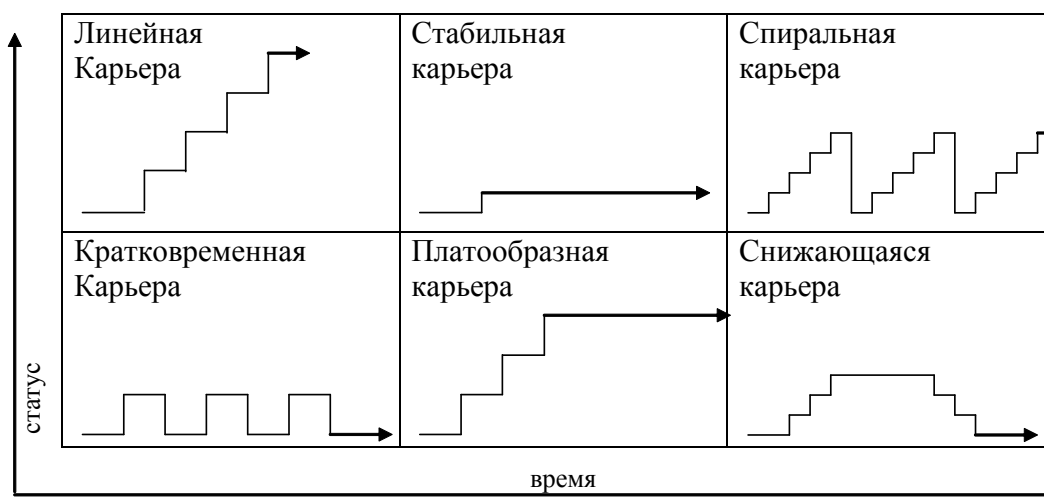 Линейная
Карьера
Стабильная
карьера
Спиральная
карьера
Кратковременная
Карьера
Платообразная
карьера
Снижающаяся
карьера
статус
время